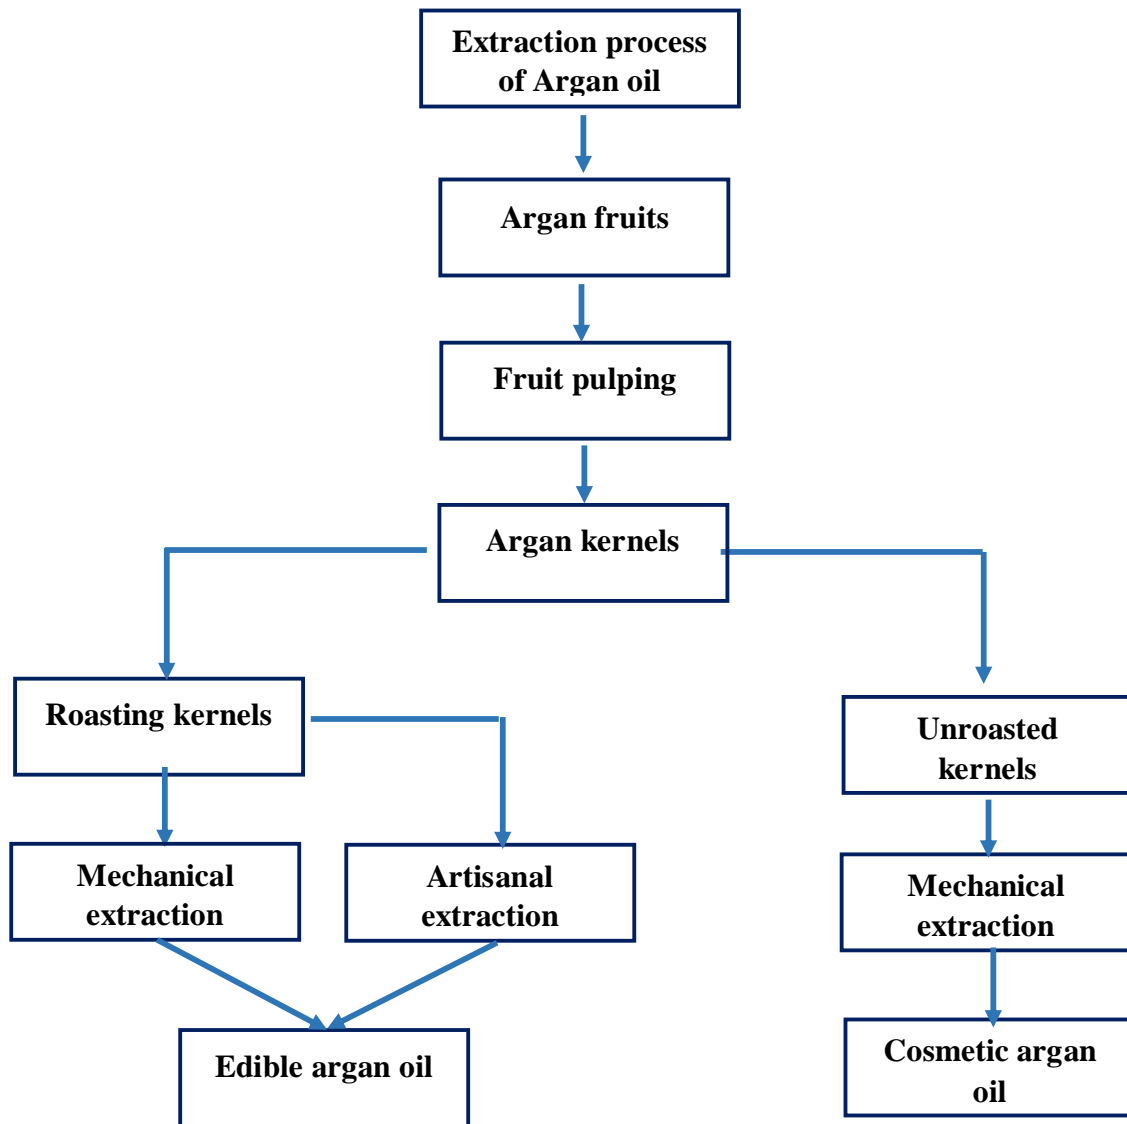 Extraction process
of Argan oil
Argan fruits
Fruit pulping
Argan kernels
Roasting kernels
Unroasted
kernels
Mechanical
extraction
Artisanal
extraction
Mechanical
extraction
Edible argan oil
Cosmetic argan
oil